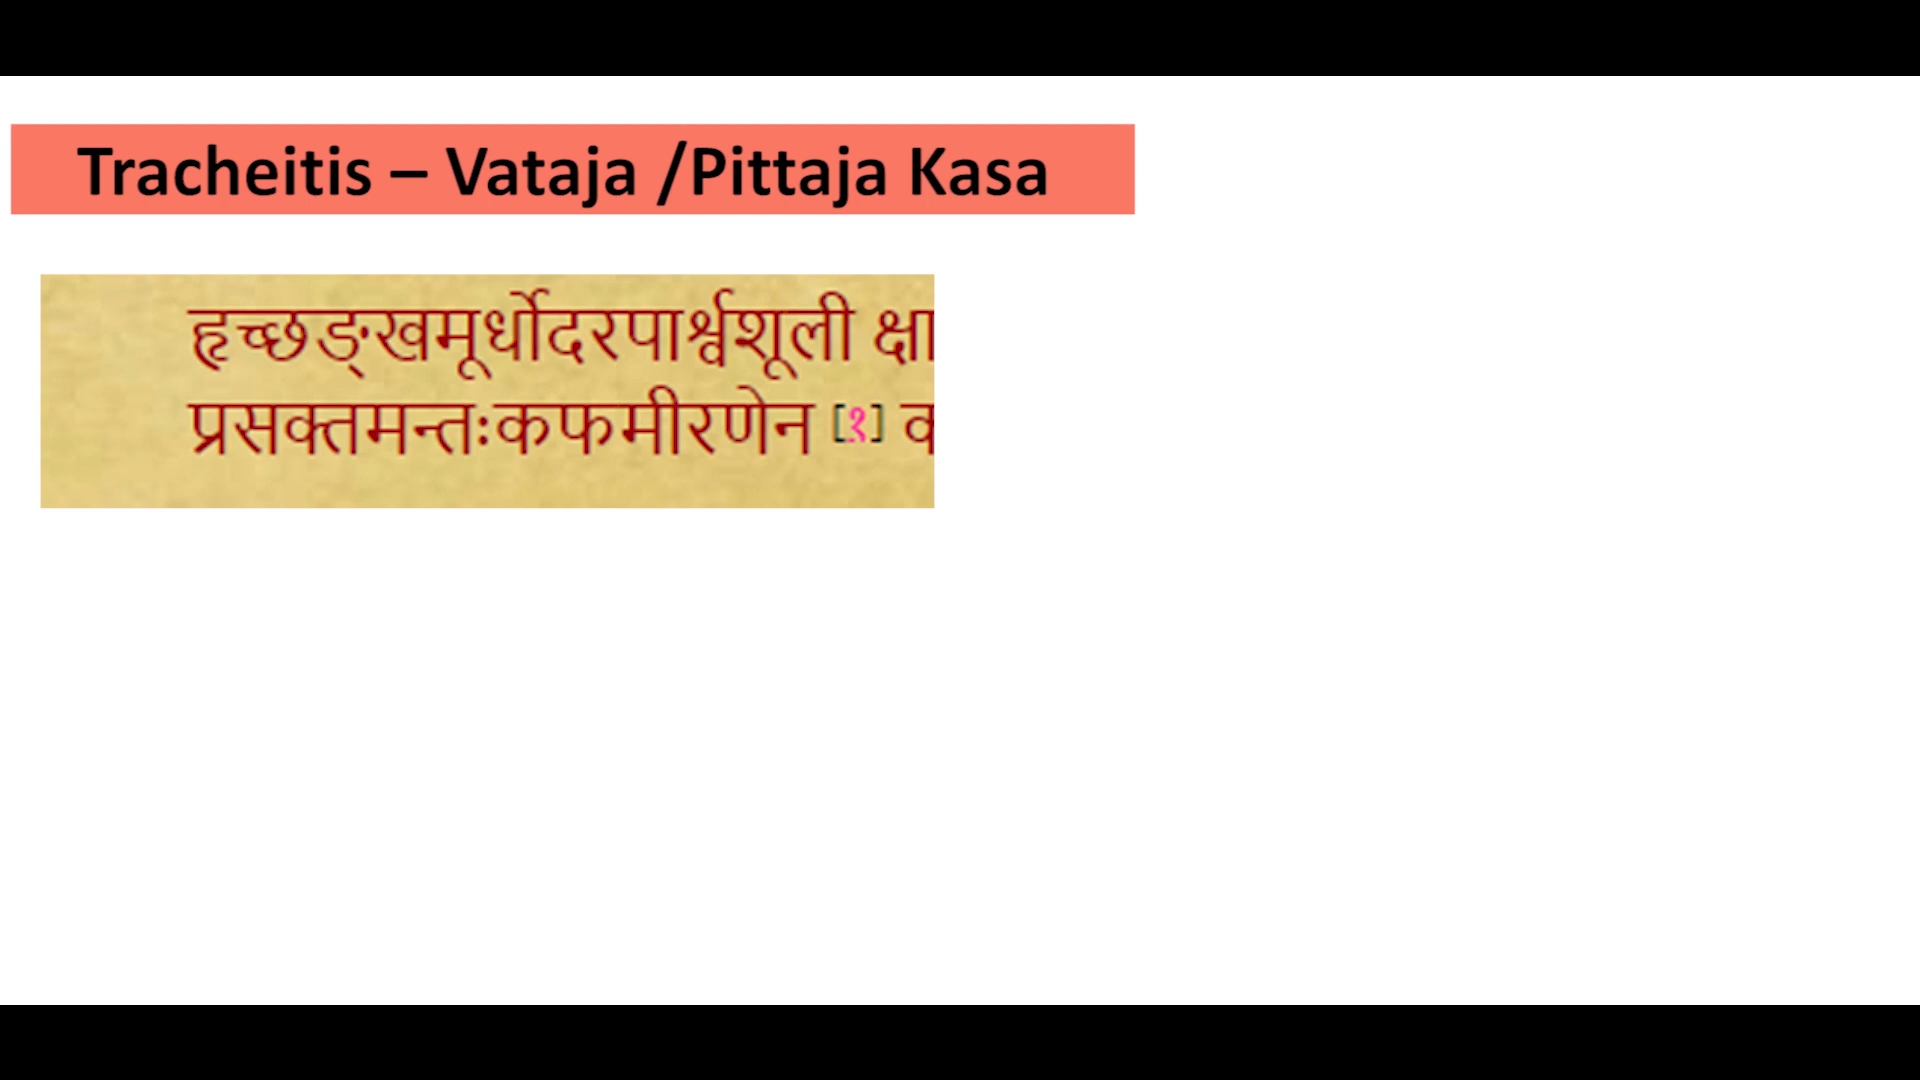 Tracheitis – Vataja /Pittaja Kasa
हृच्छङ्खमूर्धोदरपार्श्वशूली
प्रसक्तमन्तःकफमीरणेन [१]